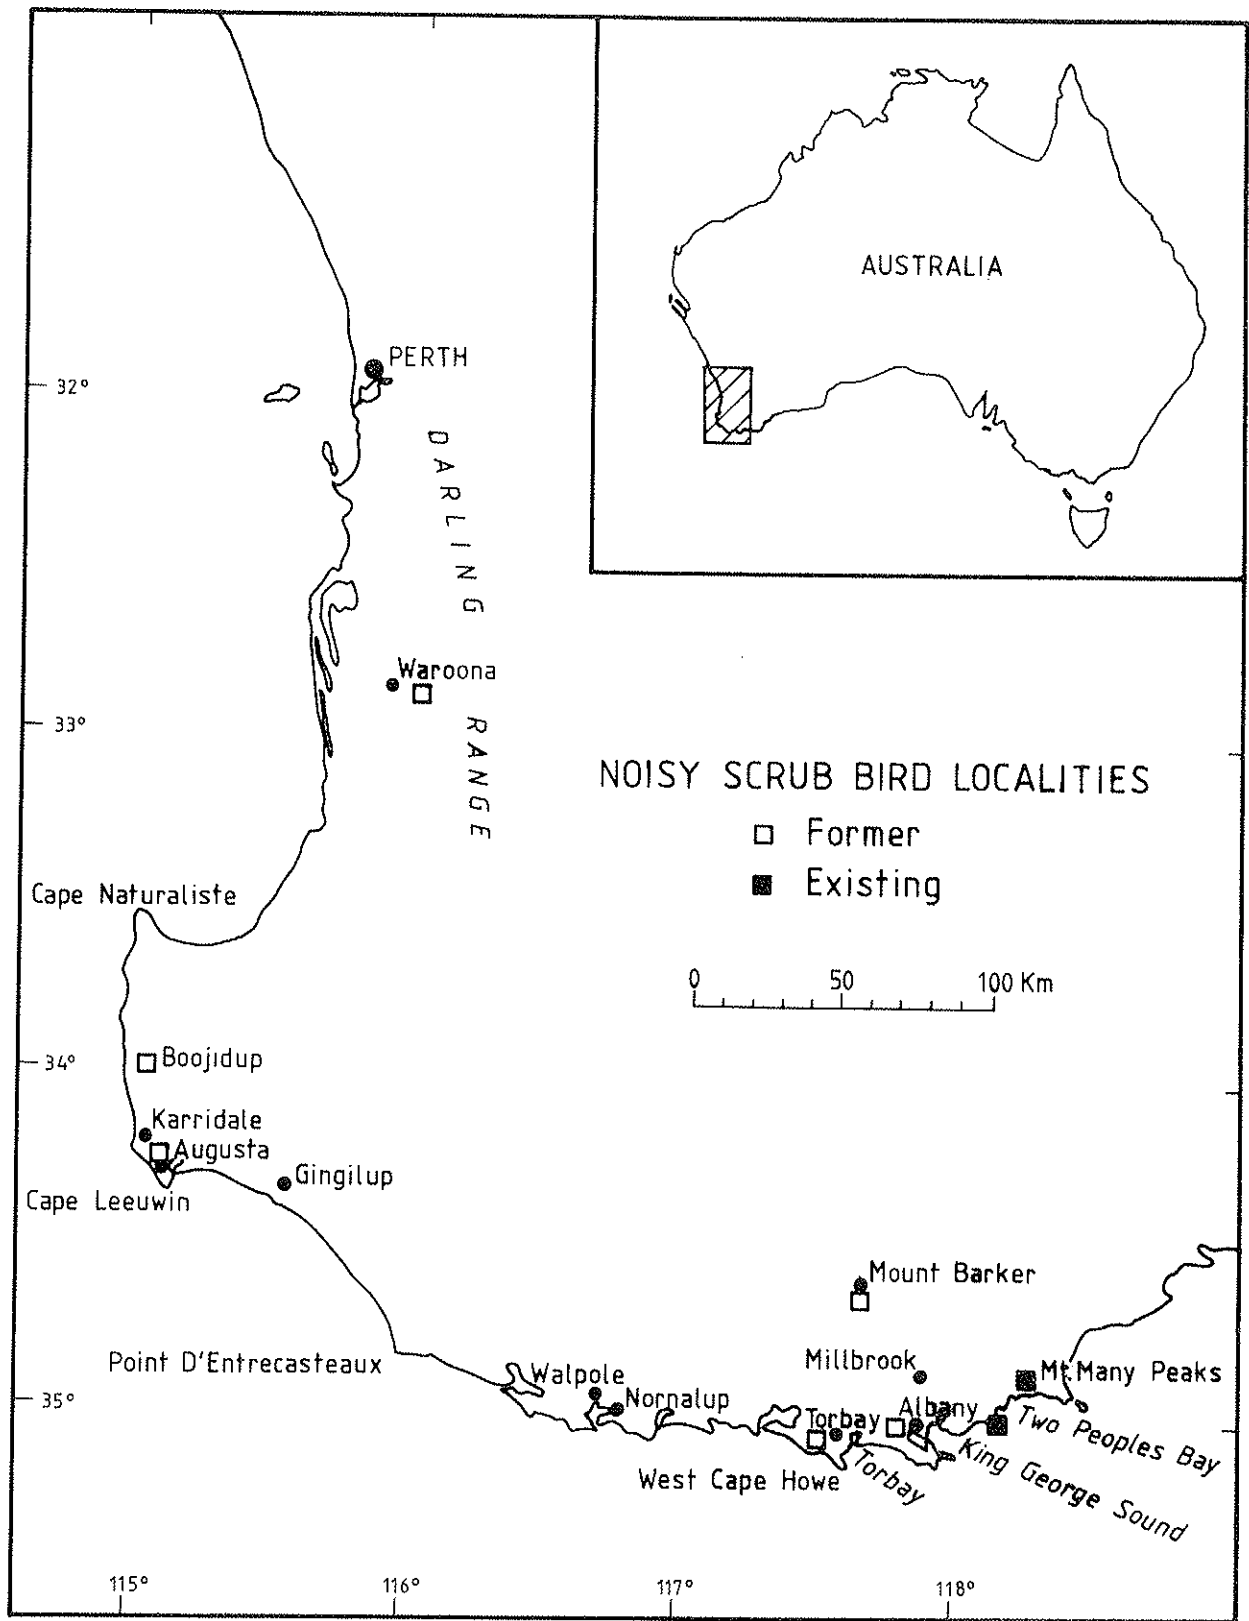 AUSTRALIA
PERTH
32°
DARLING RANGE
Waroona
33°
NOISY SCRUB BIRD LOCALITIES
Former
Existing
Cape Naturaliste
0 50 100 Km
34°
Boojidup
Karridale
Augusta
Gingilup
Cape Leeuwin
Mount Barker
Point D'Entrecasteaux
Walpole
Millbrook
Mt.Many Peaks
35°
Nornalup
Torbay
Albany
Two Peoples Bay
West Cape Howe
Torbay
King George Sound
115° 116° 117° 118°